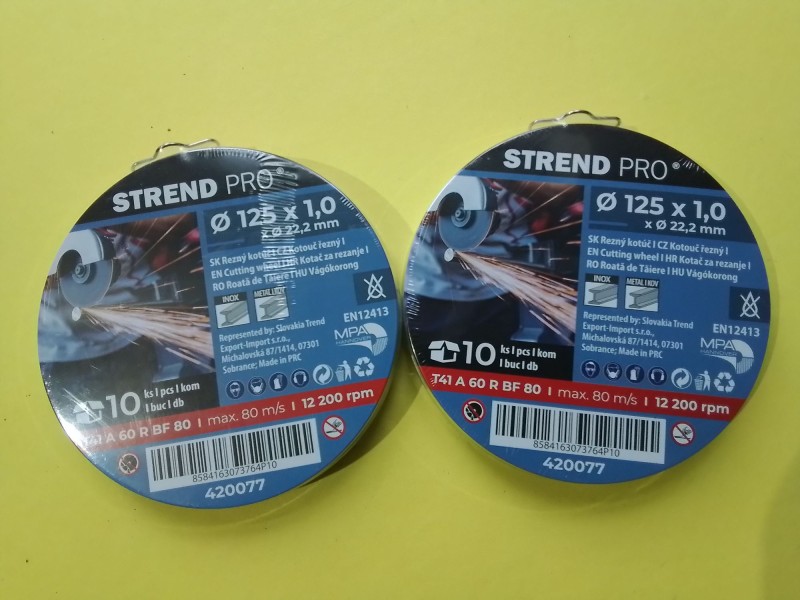 STREND PRO®
Ø 125 x 1,0
x Ø 22,2 mm
SK Rezný kotúč I CZ Kotouč řezný I
EN Cutting wheel I HR Kotač za rezanje I
RO Roată de Tăiere I HU Vágókorong
INOX
METAL I KOV
EN12413
Represented by: Slovakia Trend
Export-Import s.r.o.,
Michalovská 87/1414, 07301
Sobrance; Made in PRC
MPA
10 ks I pcs I kom
I buc I db
T41 A 60 R BF 80 I max. 80 m/s I 12 200 rpm
8584163073764P10
420077
STREND PRO®
Ø 125 x 1,0
x Ø 22,2 mm
SK Rezný kotúč I CZ Kotouč řezný I
EN Cutting wheel I HR Kotač za rezanje I
RO Roată de Tăiere I HU Vágókorong
INOX
METAL I KOV
EN12413
Represented by: Slovakia Trend
Export-Import s.r.o.,
Michalovská 87/1414, 07301
Sobrance; Made in PRC
MPA
10 ks I pcs I kom
I buc I db
T41 A 60 R BF 80 I max. 80 m/s I 12 200 rpm
8584163073764P10
420077